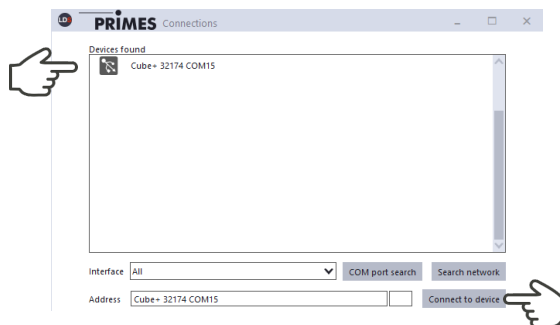 LD
PRIMES Connections
Devices found
Cube+ 32174 COM15
Interface All COM port search Search network
Address Cube+ 32174 COM15 Connect to device